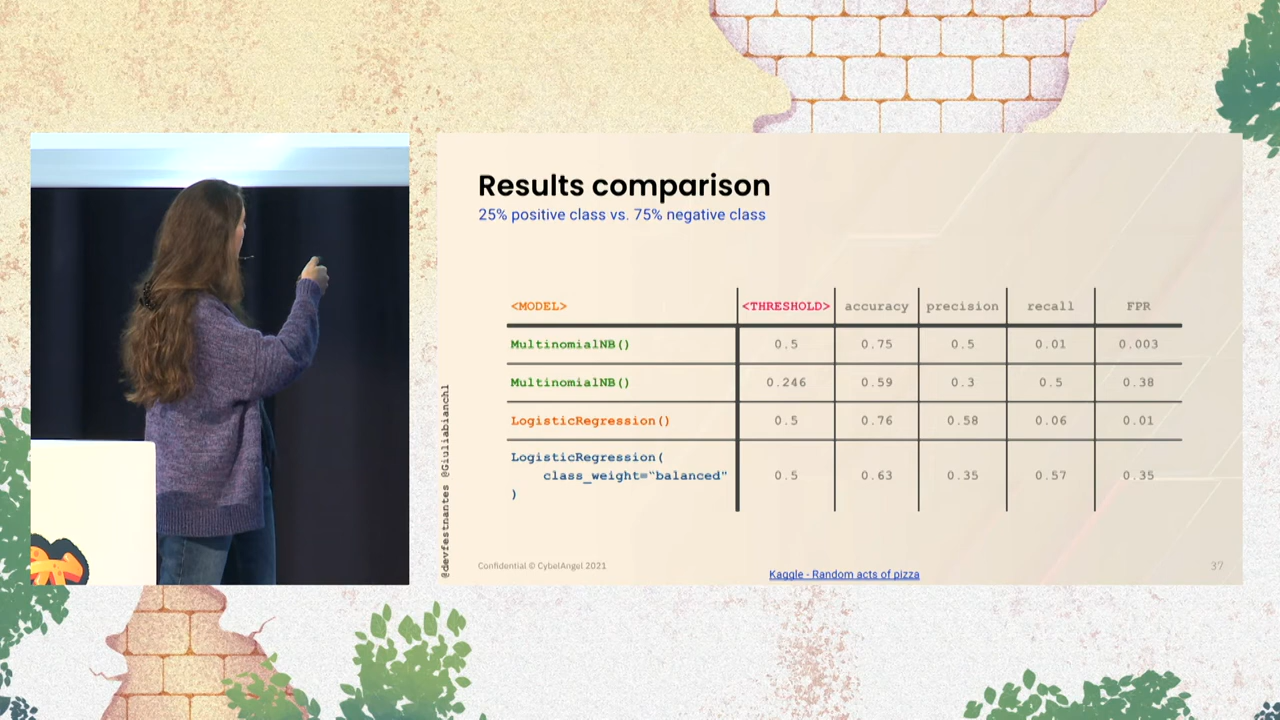 Results comparison
25% positive class vs. 75% negative class
<MODEL> <THRESHOLD> accuracy precision recall FPR
MultinomialNB() 0.5 0.75 0.5 0.01 0.003
MultinomialNB() 0.246 0.59 0.3 0.5 0.38
LogisticRegression() 0.5 0.76 0.58 0.06 0.01
LogisticRegression(
class_weight=“balanced" 0.5 0.63 0.35 0.57 0.35
)
@devfestnantes @Giuliabianchl
Confidential © CybelAngel 2021
Kaggle - Random acts of pizza
37